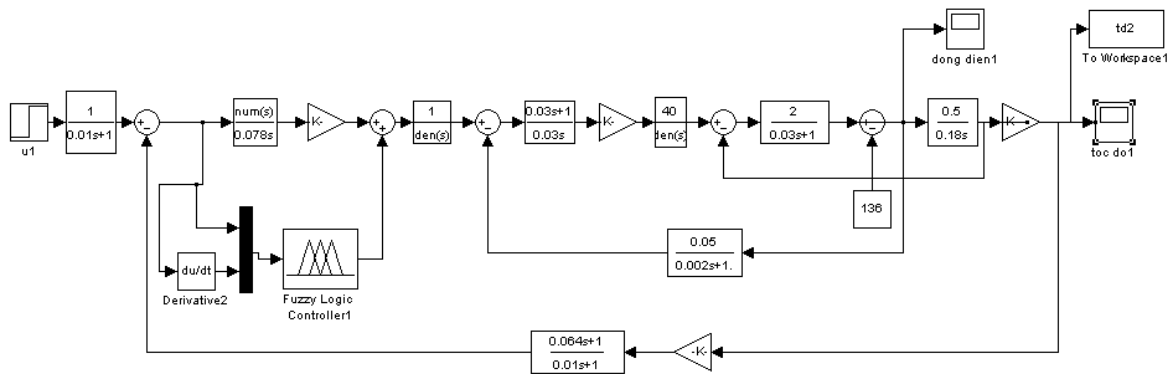 td2
To Workspace1
dong dien1
u1
1
0.01s+1
num(s)
0.078s
K-
1
den(s)
0.03s+1
0.03s
K-
40
den(s)
2
0.03s+1
136
0.5
0.18s
K
toc do1
0.05
0.002s+1.
du/dt
Derivative2
Fuzzy Logic
Controller1
0.064s+1
0.01s+1
-K-